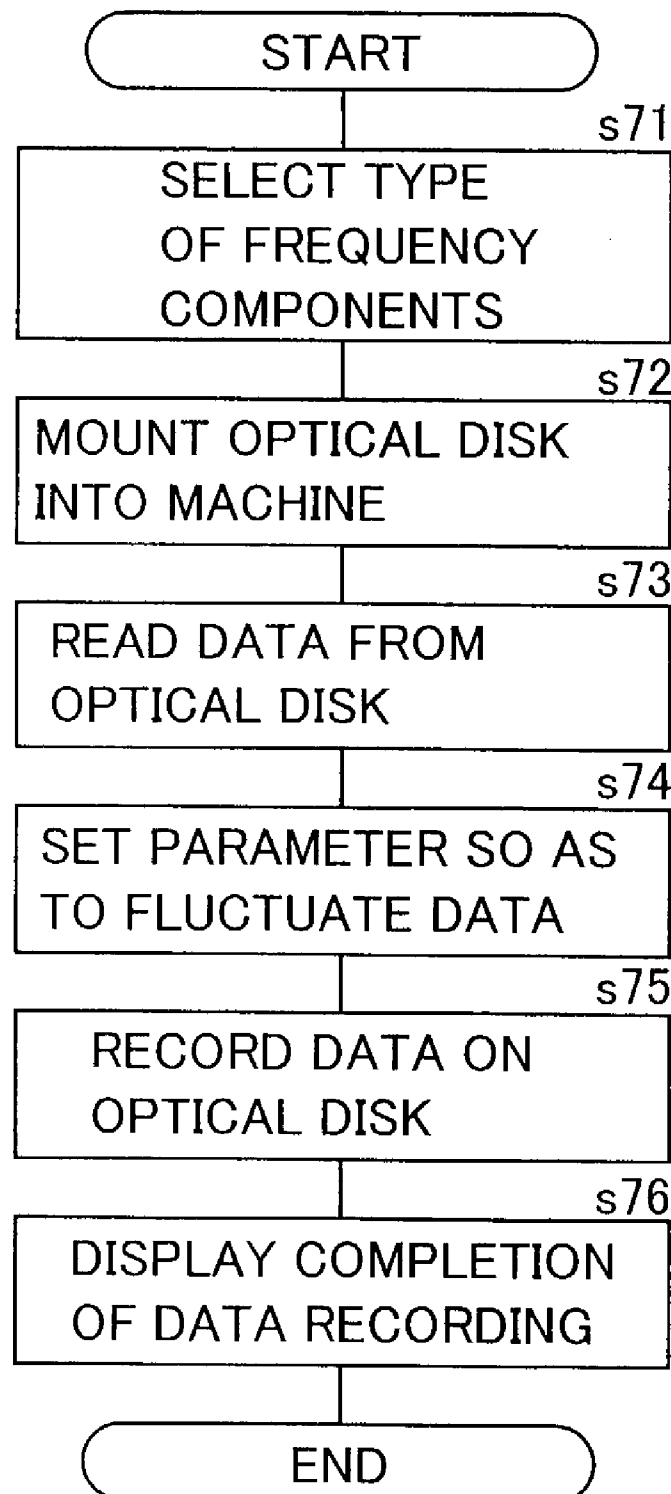 START
s71
SELECT TYPE
OF FREQUENCY
COMPONENTS
s72
MOUNT OPTICAL DISK
INTO MACHINE
s73
READ DATA FROM
OPTICAL DISK
s74
SET PARAMETER SO AS
TO FLUCTUATE DATA
s75
RECORD DATA ON
OPTICAL DISK
s76
DISPLAY COMPLETION
OF DATA RECORDING
END